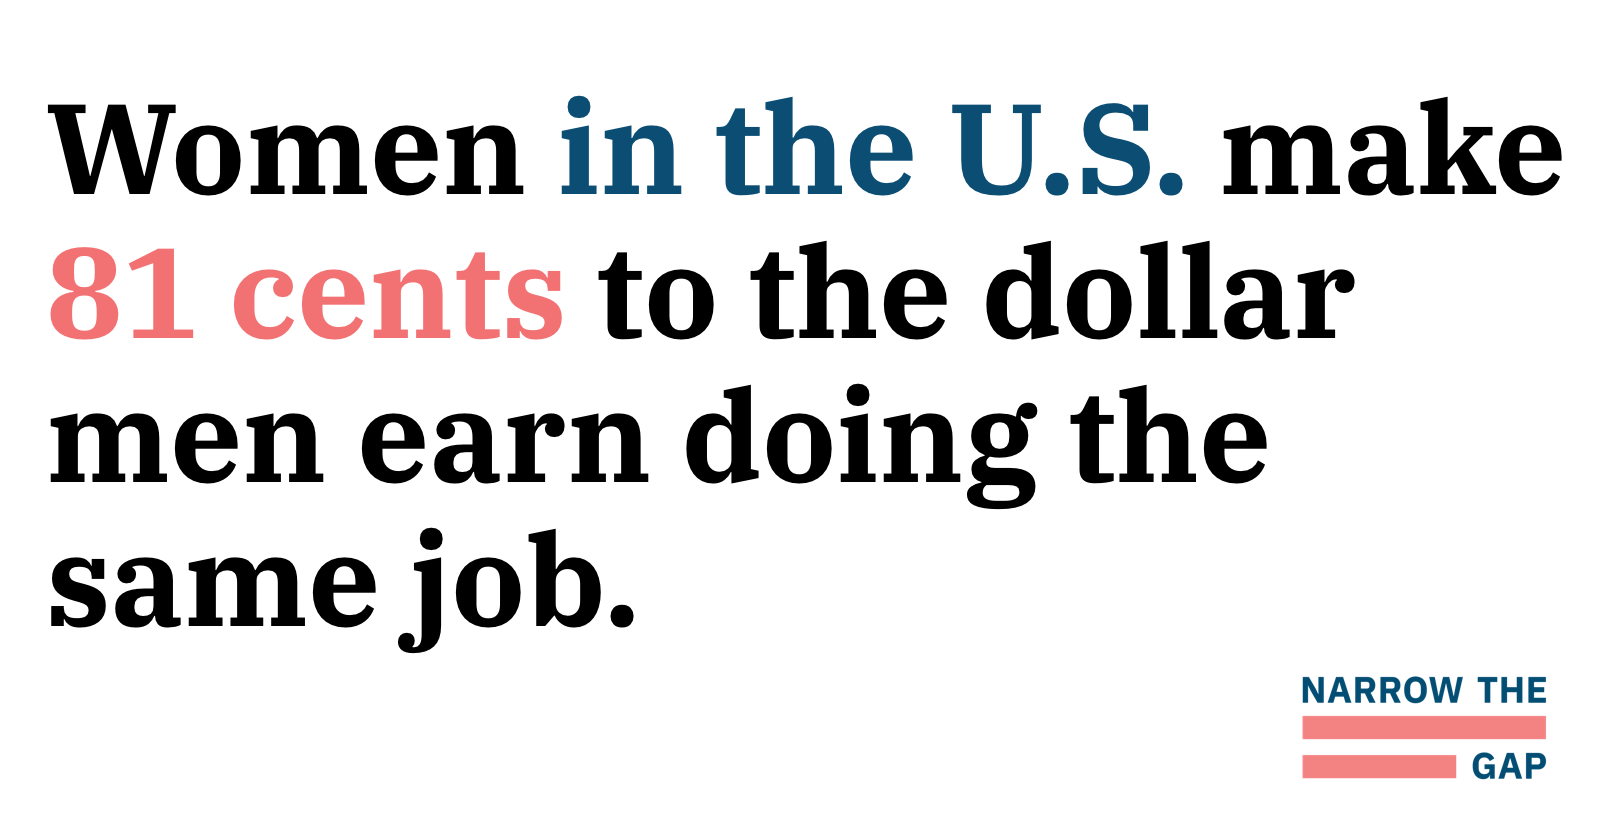 Women in the U.S. make
81 cents to the dollar
men earn doing the
same job.
NARROW THE
GAP